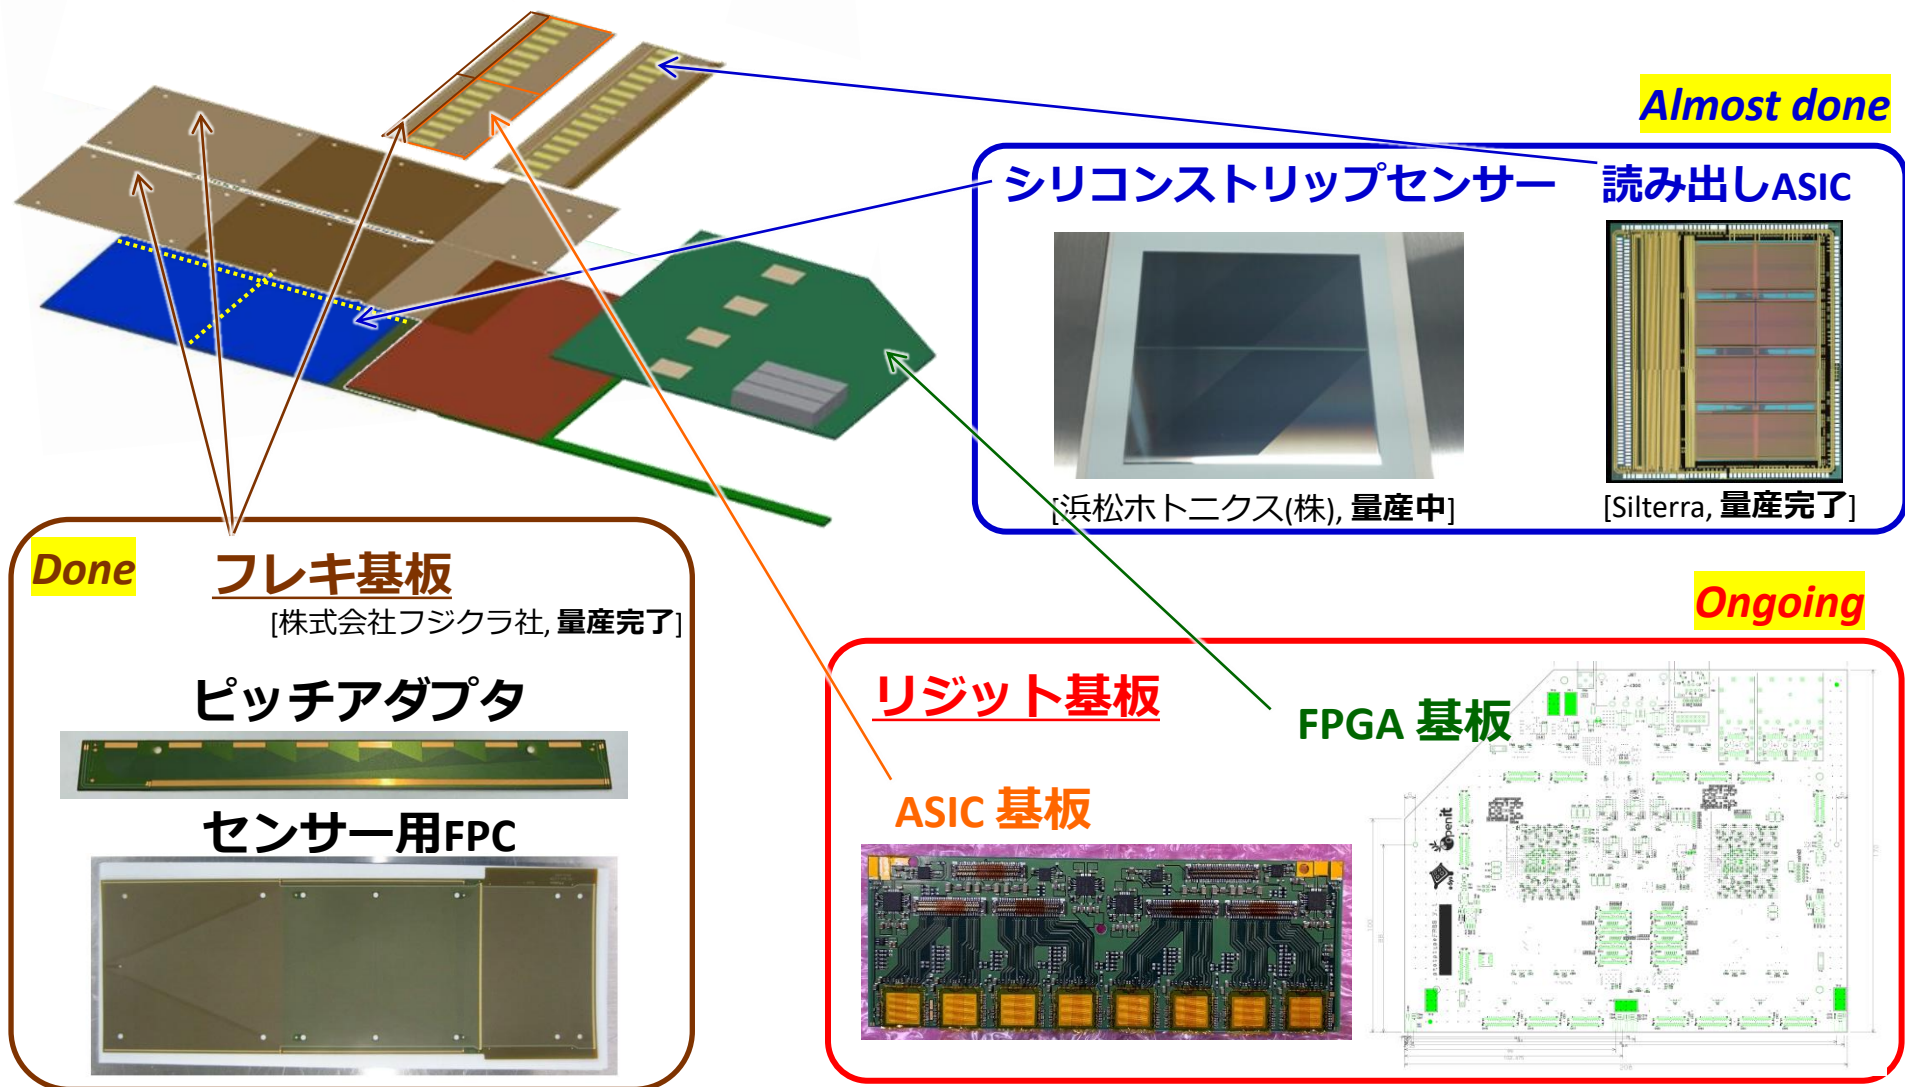 Almost done
シリコンストリップセンサー
読み出しASIC
[浜松ホトニクス(株), 量産中]
[Silterra, 量産完了]
Done
フレキ基板
[株式会社フジクラ社, 量産完了]
ピッチアダプタ
センサー用FPC
Ongoing
リジット基板
FPGA 基板
ASIC 基板
openit